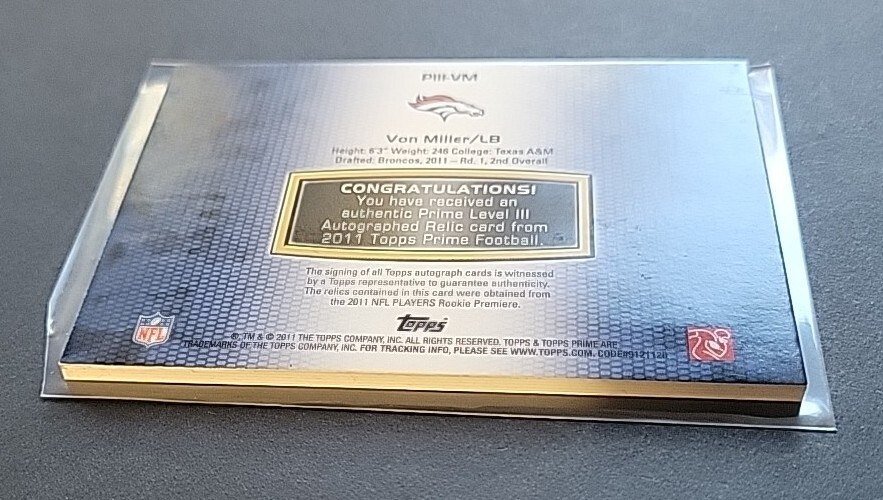 PIII-VM
Von Miller/LB
Height: 6'3" Weight: 246 College: Texas A&M
Drafted: Broncos, 2011 – Rd. 1, 2nd Overall
CONGRATULATIONS!
You have received an
authentic Prime Level III
Autographed Relic card from
2011 Topps Prime Football.
The signing of all Topps autograph cards is witnessed
by a Topps representative to guarantee authenticity.
The relics contained in this card were obtained from
the 2011 NFL PLAYERS Rookie Premiere.
Topps
NFL
®, TM & © 2011 THE TOPPS COMPANY, INC. ALL RIGHTS RESERVED. TOPPS & TOPPS PRIME ARE
TRADEMARKS OF THE TOPPS COMPANY, INC. FOR TRACKING INFO, PLEASE SEE WWW.TOPPS.COM. CODE#9121120